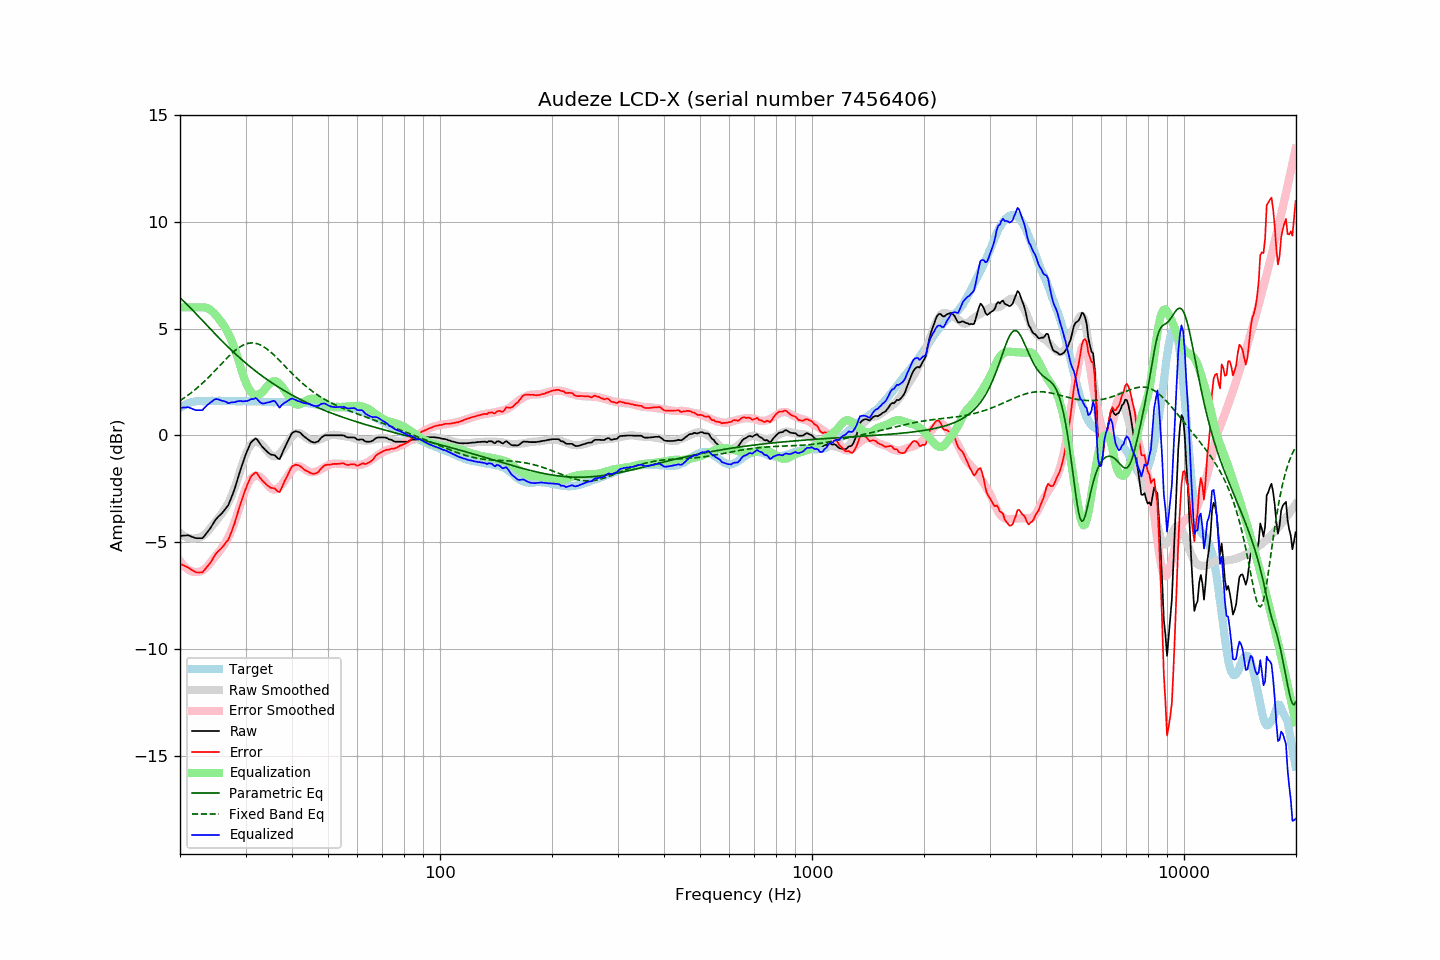 Audeze LCD-X (serial number 7456406)
15
10
5
0
−5
−10
−15
Amplitude (dBr)
Target
Raw Smoothed
Error Smoothed
Raw
Error
Equalization
Parametric Eq
Fixed Band Eq
Equalized
100
1000
10000
Frequency (Hz)